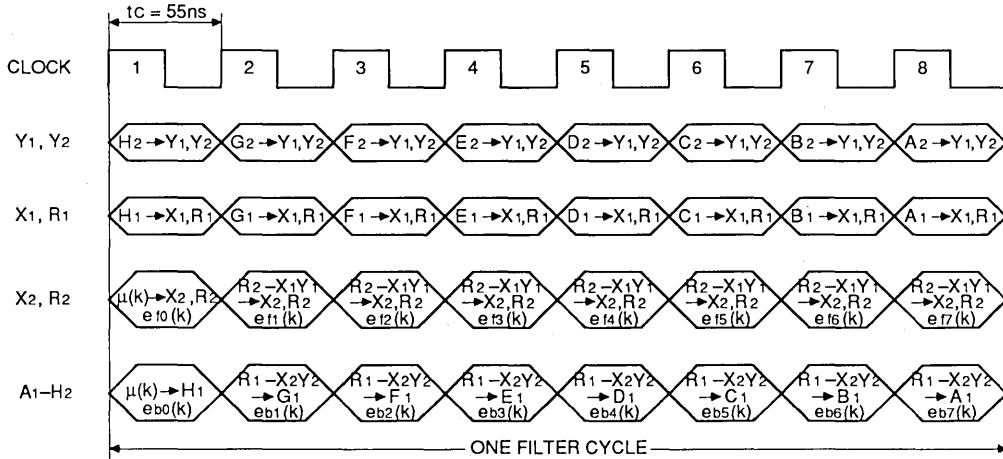 tc = 55ns
CLOCK 1 2 3 4 5 6 7 8
Y1, Y2 H2→Y1,Y2 G2→Y1,Y2 F2→Y1,Y2 E2→Y1,Y2 D2→Y1,Y2 C2→Y1,Y2 B2→Y1,Y2 A2→Y1,Y2
X1, R1 H1→X1,R1 G1→X1,R1 F1→X1,R1 E1→X1,R1 D1→X1,R1 C1→X1,R1 B1→X1,R1 A1→X1,R1
R2−X1Y1 R2−X1Y1 R2−X1Y1 R2−X1Y1 R2−X1Y1 R2−X1Y1 R2−X1Y1
X2, R2 μ(k)→X2,R2 →X2,R2 →X2,R2 →X2,R2 →X2,R2 →X2,R2 →X2,R2 →X2,R2
ef0(k) ef1(k) ef2(k) ef3(k) ef4(k) ef5(k) ef6(k) ef7(k)
R1−X2Y2 R1−X2Y2 R1−X2Y2 R1−X2Y2 R1−X2Y2 R1−X2Y2 R1−X2Y2
A1−H2 μ(k)→H1 →G1 →F1 →E1 →D1 →C1 →B1 →A1
eb0(k) eb1(k) eb2(k) eb3(k) eb4(k) eb5(k) eb6(k) eb7(k)
ONE FILTER CYCLE